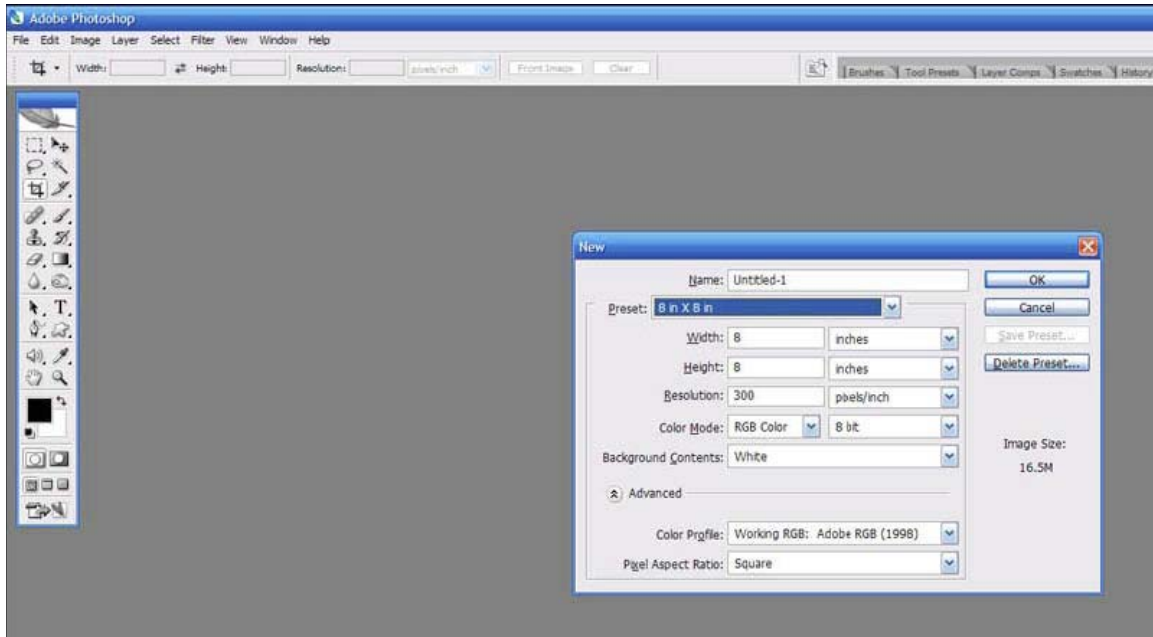 Adobe Photoshop
File Edit Image Layer Select Filter View Window Help
Width: Height: Resolution: pixels/inch Front Image Clear Brushes Tool Presets Layer Comps Swatches History
T
New
Name: Untitled-1 OK
Preset: 8 in X 8 in Cancel
Width: 8 inches Save Preset...
Height: 8 inches Delete Preset...
Resolution: 300 pixels/inch
Color Mode: RGB Color 8 bit
Image Size:
Background Contents: White
16.5M
Advanced
Color Profile: Working RGB: Adobe RGB (1998)
Pixel Aspect Ratio: Square